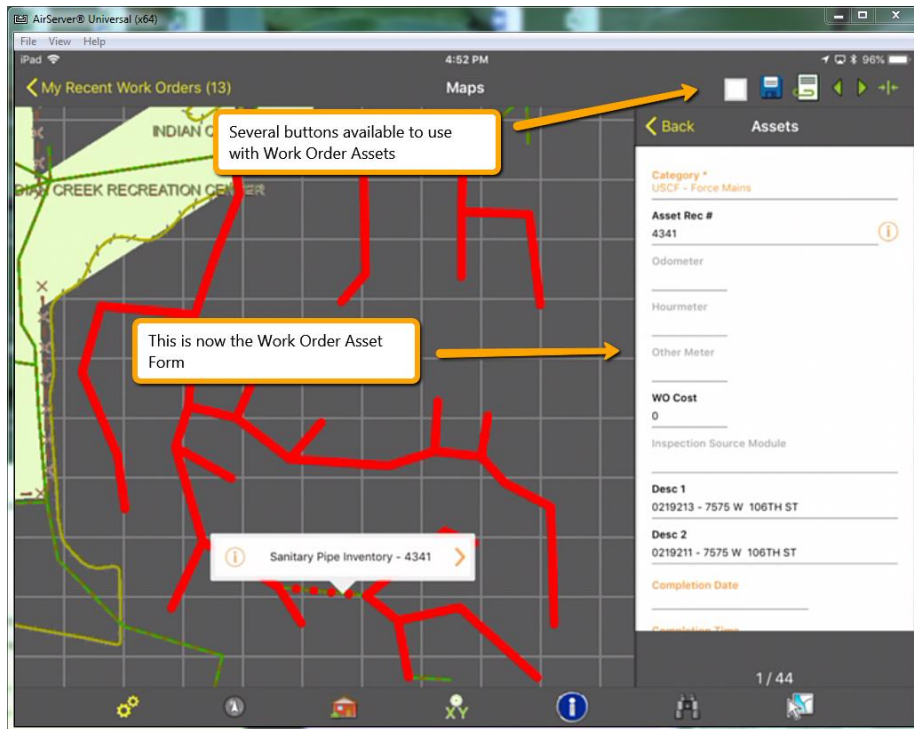 AirServer® Universal (x64)
File View Help
iPad 4:52 PM 96%
My Recent Work Orders (13) Maps
Several buttons available to use
with Work Order Assets
Back Assets
INDIAN
CREEK RECREATION
Category *
USCF - Force Mains
Asset Rec #
4341
Odometer
Hourmeter
This is now the Work Order Asset
Form
Other Meter
WO Cost
0
Inspection Source Module
Desc 1
0219213 - 7575 W 106TH ST
Desc 2
0219211 - 7575 W 106TH ST
Sanitary Pipe Inventory - 4341
Completion Date
Completion Time
1 / 44
XY